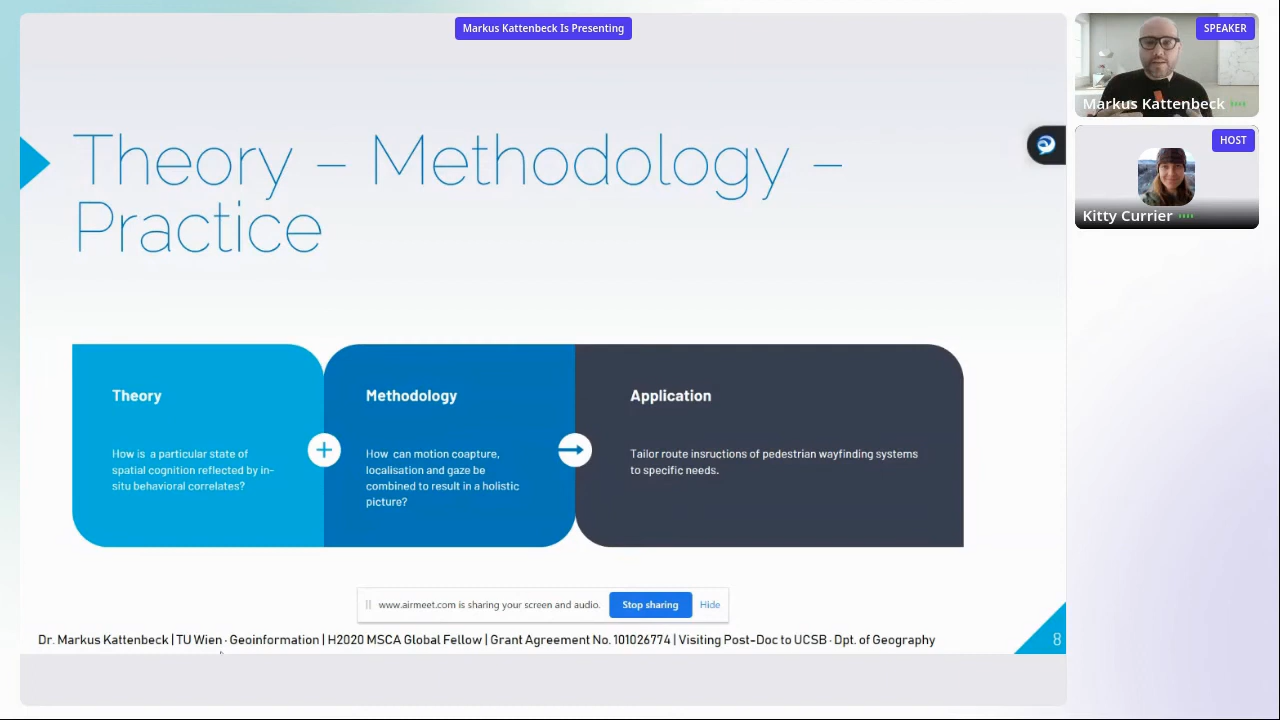 Markus Kattenbeck Is Presenting
SPEAKER
Markus Kattenbeck
HOST
Kitty Currier
Theory – Methodology –
Practice
Theory
How is a particular state of
spatial cognition reflected by in-
situ behavioral correlates?
Methodology
How can motion coapture,
localisation and gaze be
combined to result in a holistic
picture?
Application
Tailor route insructions of pedestrian wayfinding systems
to specific needs.
www.airmeet.com is sharing your screen and audio.
Stop sharing
Hide
Dr. Markus Kattenbeck | TU Wien · Geoinformation | H2020 MSCA Global Fellow | Grant Agreement No. 101026774 | Visiting Post-Doc to UCSB · Dpt. of Geography
8